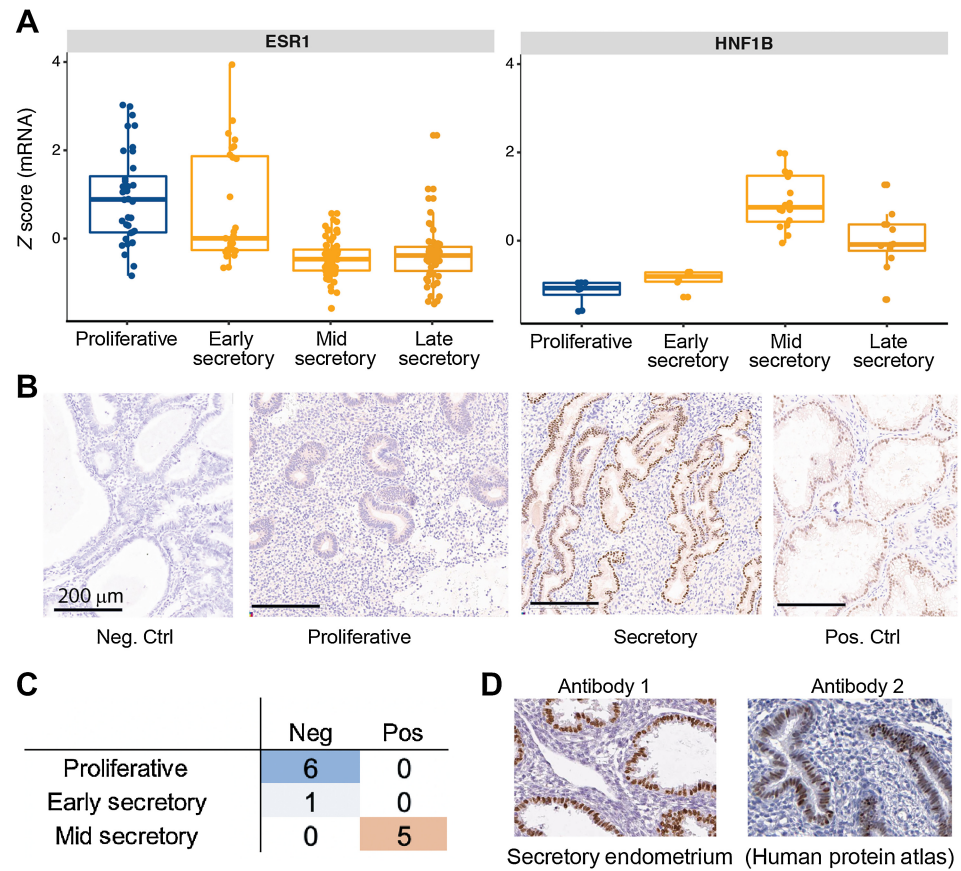 A
ESR1
HNF1B
Z score (mRNA)
4
2
0
4
2
0
Proliferative
Early
secretory
Mid
secretory
Late
secretory
Proliferative
Early
secretory
Mid
secretory
Late
secretory
B
200 μm
Neg. Ctrl
Proliferative
Secretory
Pos. Ctrl
C
Neg Pos
Proliferative 6 0
Early secretory 1 0
Mid secretory 0 5
D
Antibody 1
Antibody 2
Secretory endometrium (Human protein atlas)